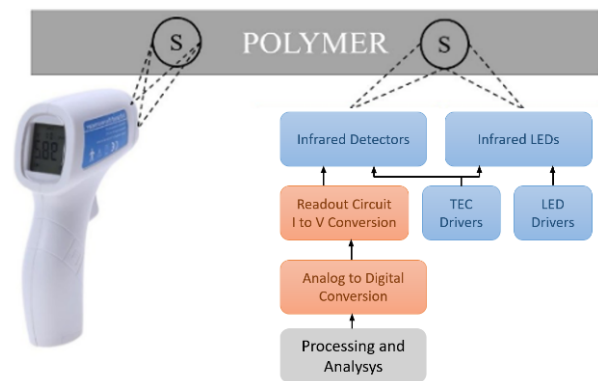 S
POLYMER
S
Infrared Detectors
Infrared LEDs
Readout Circuit
I to V Conversion
TEC
Drivers
LED
Drivers
Analog to Digital
Conversion
Processing and
Analysys